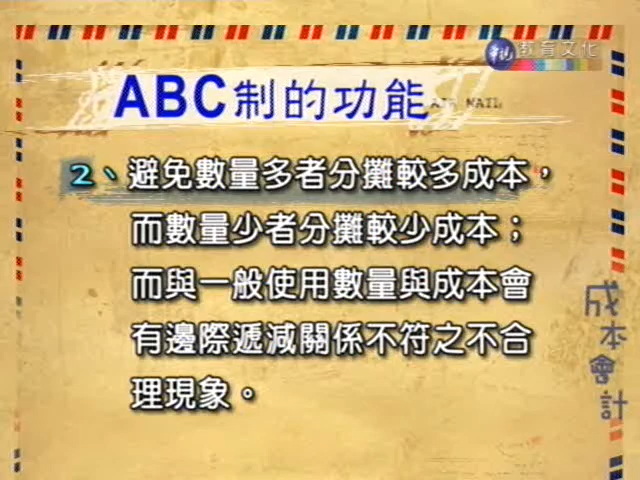 華視 教育文化
ABC制的功能
AIR MAIL
2、避免數量多者分攤較多成本，
而數量少者分攤較少成本；
而與一般使用數量與成本會
有邊際遞減關係不符之不合
理現象。
成本會計